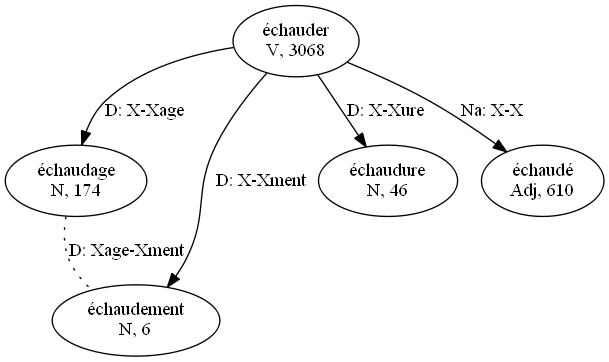 échauder
V, 3068
D: X-Xage
D: X-Xure
Na: X-X
échaudage
N, 174
D: X-Xment
échaudure
N, 46
échaudé
Adj, 610
D: Xage-Xment
échaudement
N, 6